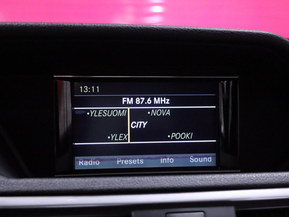 13:11
FM 87.6 MHz
•YLESUOMI •NOVA
CITY
•YLEX •POOKI
Radio Presets Info Sound